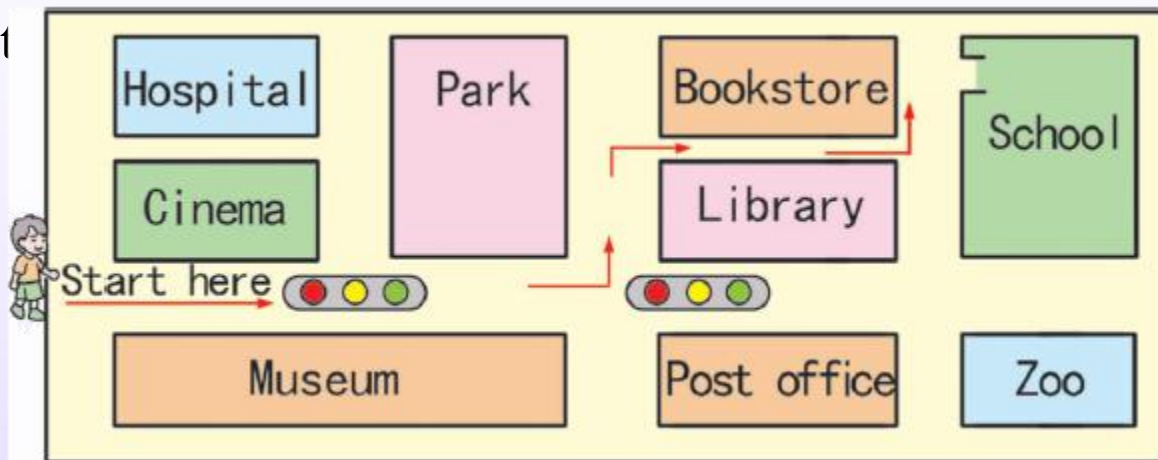 t
Hospital
Park
Bookstore
School
Cinema
Library
Start here
Museum
Post office
Zoo